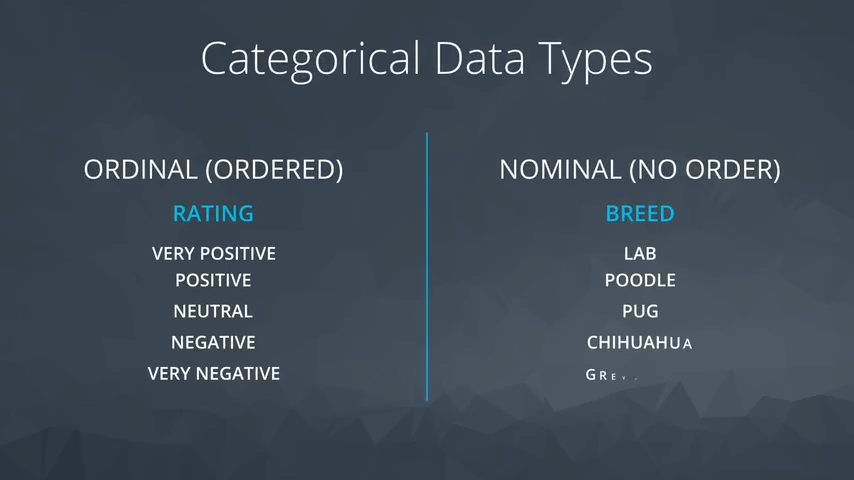 Categorical Data Types
ORDINAL (ORDERED)
RATING
VERY POSITIVE
POSITIVE
NEUTRAL
NEGATIVE
VERY NEGATIVE
NOMINAL (NO ORDER)
BREED
LAB
POODLE
PUG
CHIHUAHUA